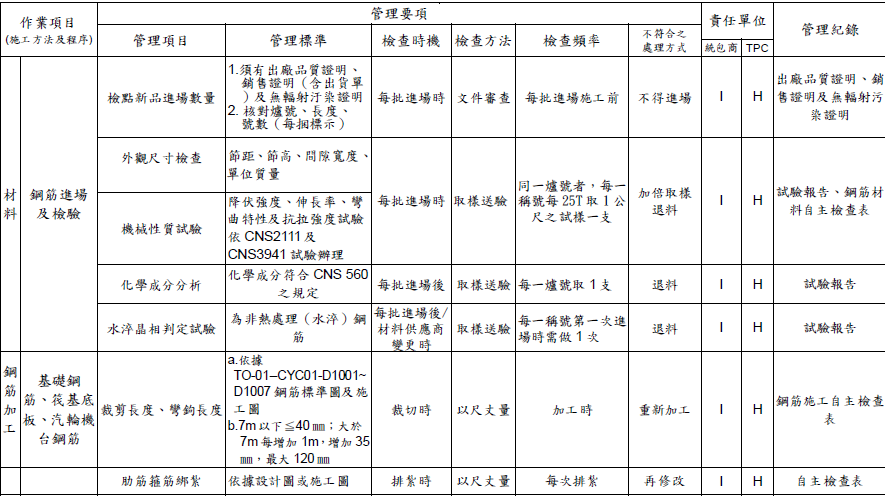 作業項目
(施工方法及程序)
管理要項
責任單位
管理紀錄
管理項目
管理標準
檢查時機
檢查方法
檢查頻率
不符合之
處理方式
統包商
TPC
材料
鋼筋進場
及檢驗
檢點新品進場數量
1.須有出廠品質證明、
銷售證明（含出貨單
）及無輻射汙染證明
2. 核對爐號、長度、
號數（每捆標示）
每批進場時
文件審查
每批進場施工前
不得進場
I
H
出廠品質證明、銷
售證明及無輻射污
染證明
外觀尺寸檢查
節距、節高、間隙寬度、
單位質量
機械性質試驗
降伏強度、伸長率、彎
曲特性及抗拉強度試驗
依 CNS2111 及
CNS3941 試驗辦理
每批進場時
取樣送驗
同一爐號者，每一
稱號每 25T 取 1 公
尺之試樣一支
加倍取樣
退料
I
H
試驗報告、鋼筋材
料自主檢查表
化學成分分析
化學成分符合 CNS 560
之規定
每批進場後
取樣送驗
每一爐號取 1 支
退料
I
H
試驗報告
水淬晶相判定試驗
為非熱處理（水淬）鋼
筋
每批進場後/
材料供應商
變更時
取樣送驗
每一稱號第一次進
場時需做 1 次
退料
I
H
試驗報告
鋼筋加工
基礎鋼
筋、筏基底
板、汽輪機
台鋼筋
裁剪長度、彎鉤長度
a.依據
TO-01–CYC01-D1001~
D1007 鋼筋標準圖及施
工圖
b.7m 以下≦40 ㎜；大於
7m 每增加 1m，增加 35
㎜，最大 120 ㎜
裁切時
以尺丈量
加工時
重新加工
I
H
鋼筋施工自主檢查
表
肋筋箍筋綁紮
依據設計圖或施工圖
排紮時
以尺丈量
每次排紮
再修改
I
H
自主檢查表